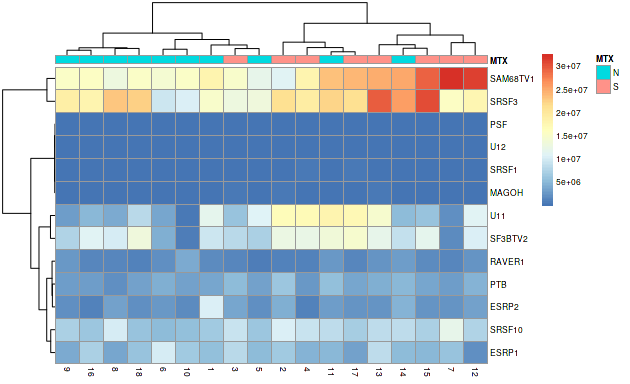 MTX
SAM68TV1
SRSF3
PSF
U12
SRSF1
MAGOH
U11
SF3BTV2
RAVER1
PTB
ESRP2
SRSF10
ESRP1
9 16 8 18 6 10 1 3 5 2 4 11 17 13 14 15 7 12
3e+07
2.5e+07
2e+07
1.5e+07
1e+07
5e+06
MTX
N
S